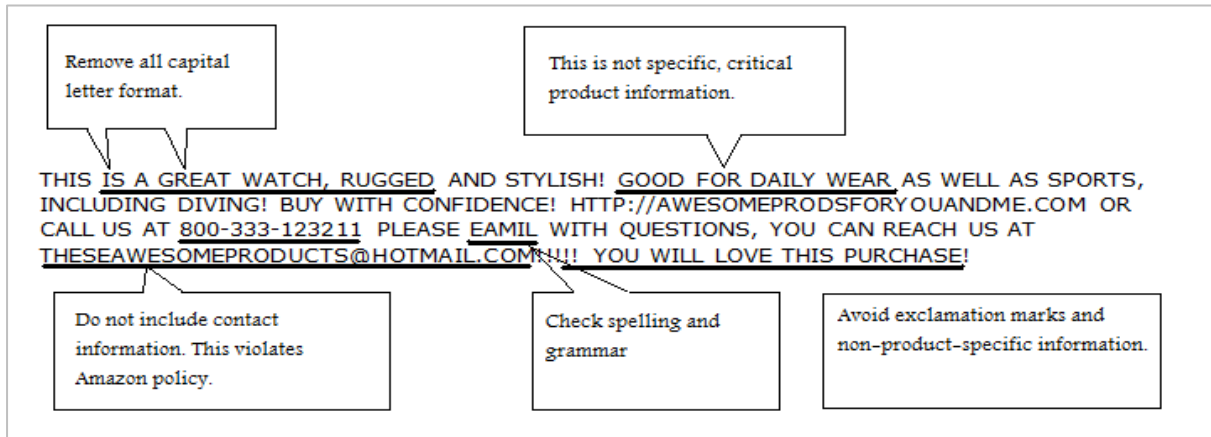 Remove all capital
letter format.
This is not specific, critical
product information.
THIS IS A GREAT WATCH, RUGGED AND STYLISH! GOOD FOR DAILY WEAR AS WELL AS SPORTS,
INCLUDING DIVING! BUY WITH CONFIDENCE! HTTP://AWESOMEPRODSFORYOUANDME.COM OR
CALL US AT 800-333-123211 PLEASE EAMIL WITH QUESTIONS, YOU CAN REACH US AT
THESEAWESOMEPRODUCTS@HOTMAIL.COM!!!!!! YOU WILL LOVE THIS PURCHASE!
Do not include contact
information. This violates
Amazon policy.
Check spelling and
grammar
Avoid exclamation marks and
non-product-specific information.